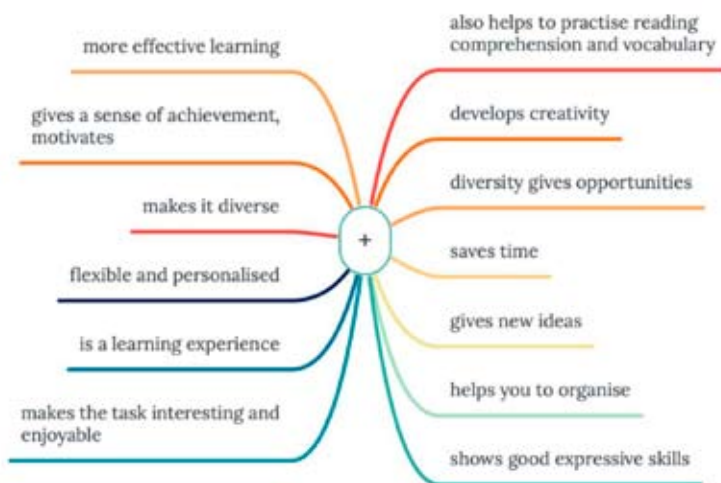 more effective learning
gives a sense of achievement,
motivates
makes it diverse
flexible and personalised
is a learning experience
makes the task interesting and
enjoyable
+
also helps to practise reading
comprehension and vocabulary
develops creativity
diversity gives opportunities
saves time
gives new ideas
helps you to organise
shows good expressive skills